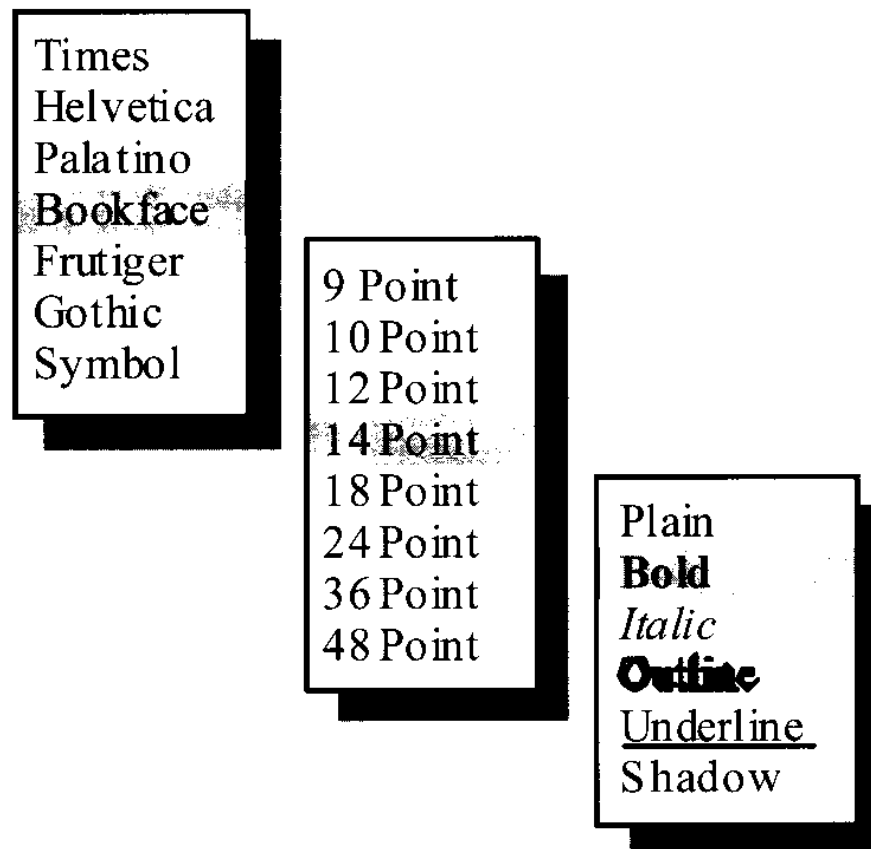 Times
Helvetica
Palatino
Bookface
Frutiger
Gothic
Symbol
9 Point
10 Point
12 Point
14 Point
18 Point
24 Point
36 Point
48 Point
Plain
Bold
Italic
Outline
Underline
Shadow